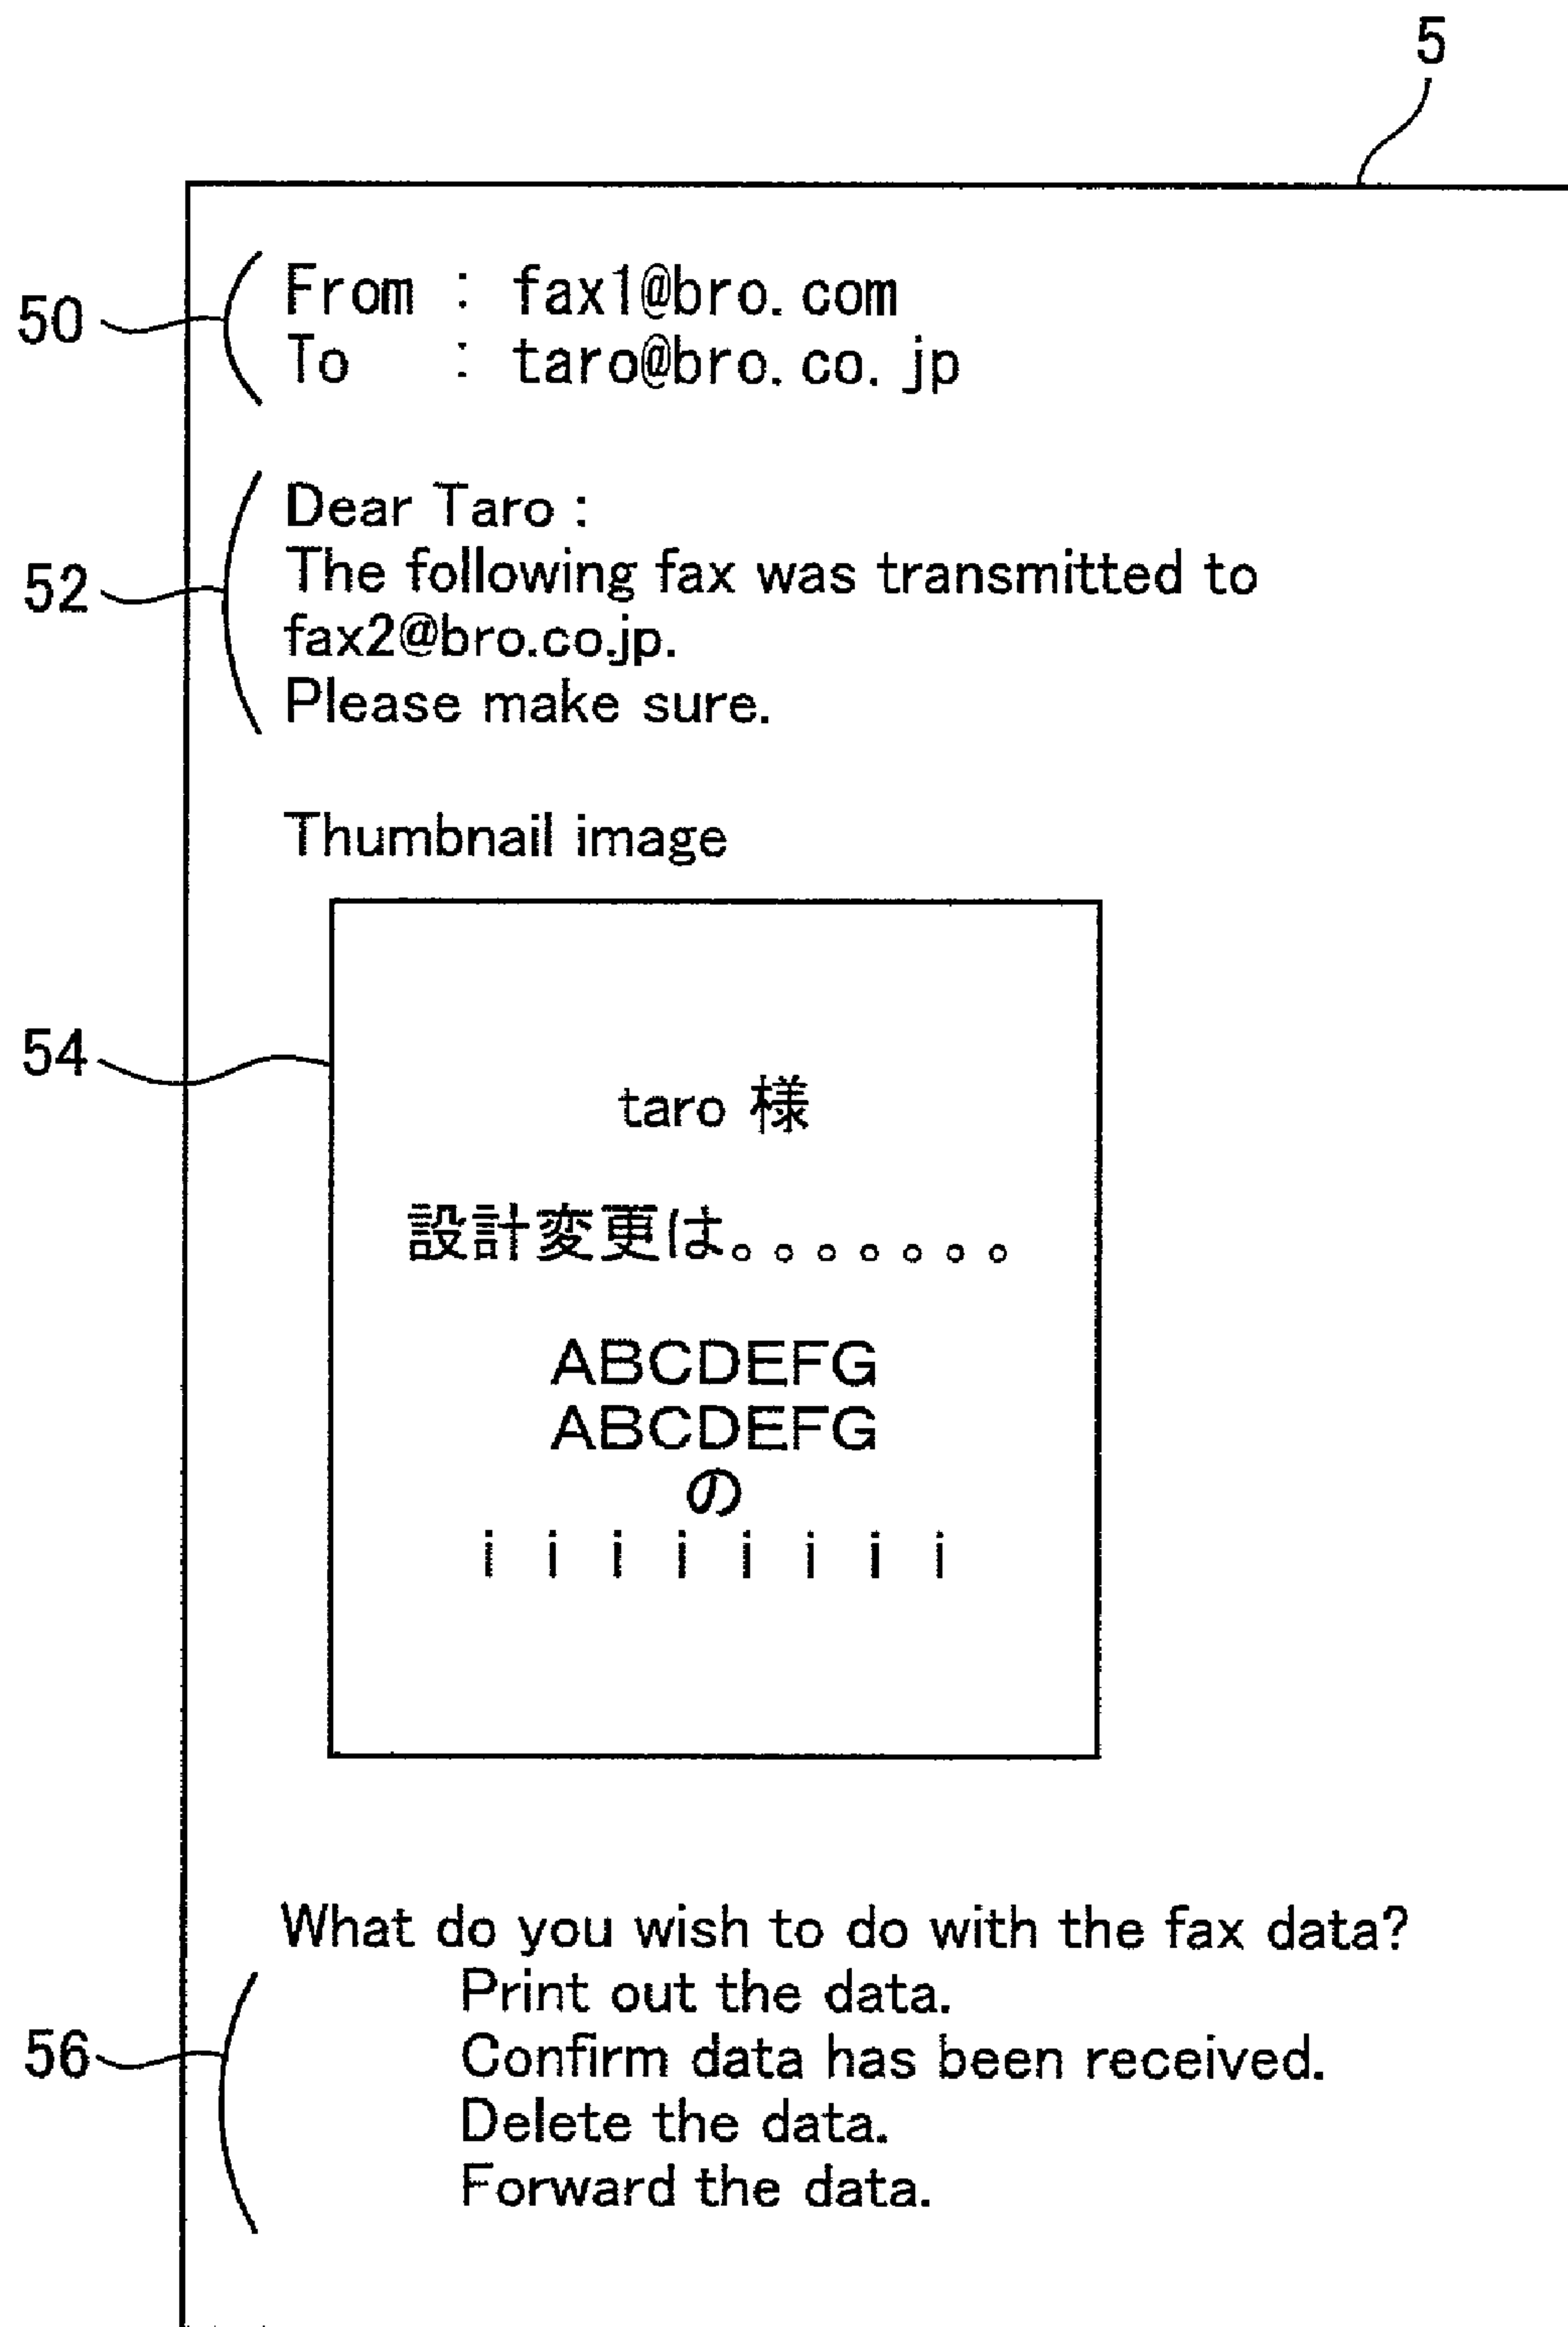 5
50
From : fax1@bro.com
To : taro@bro.co.jp
52
Dear Taro :
The following fax was transmitted to
fax2@bro.co.jp.
Please make sure.
Thumbnail image
54
taro 様
設計変更は。。。。。。。
ABCDEFG
ABCDEFG
の
i i i i i i i i
What do you wish to do with the fax data?
56
Print out the data.
Confirm data has been received.
Delete the data.
Forward the data.